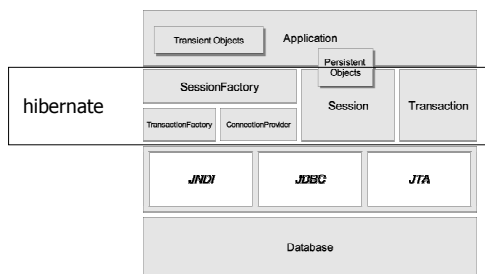 Transient Objects
Application
Persistent
Objects
hibernate
SessionFactory
Session
Transaction
TransactionFactory
ConnectionProvider
JNDI
JDBC
JTA
Database